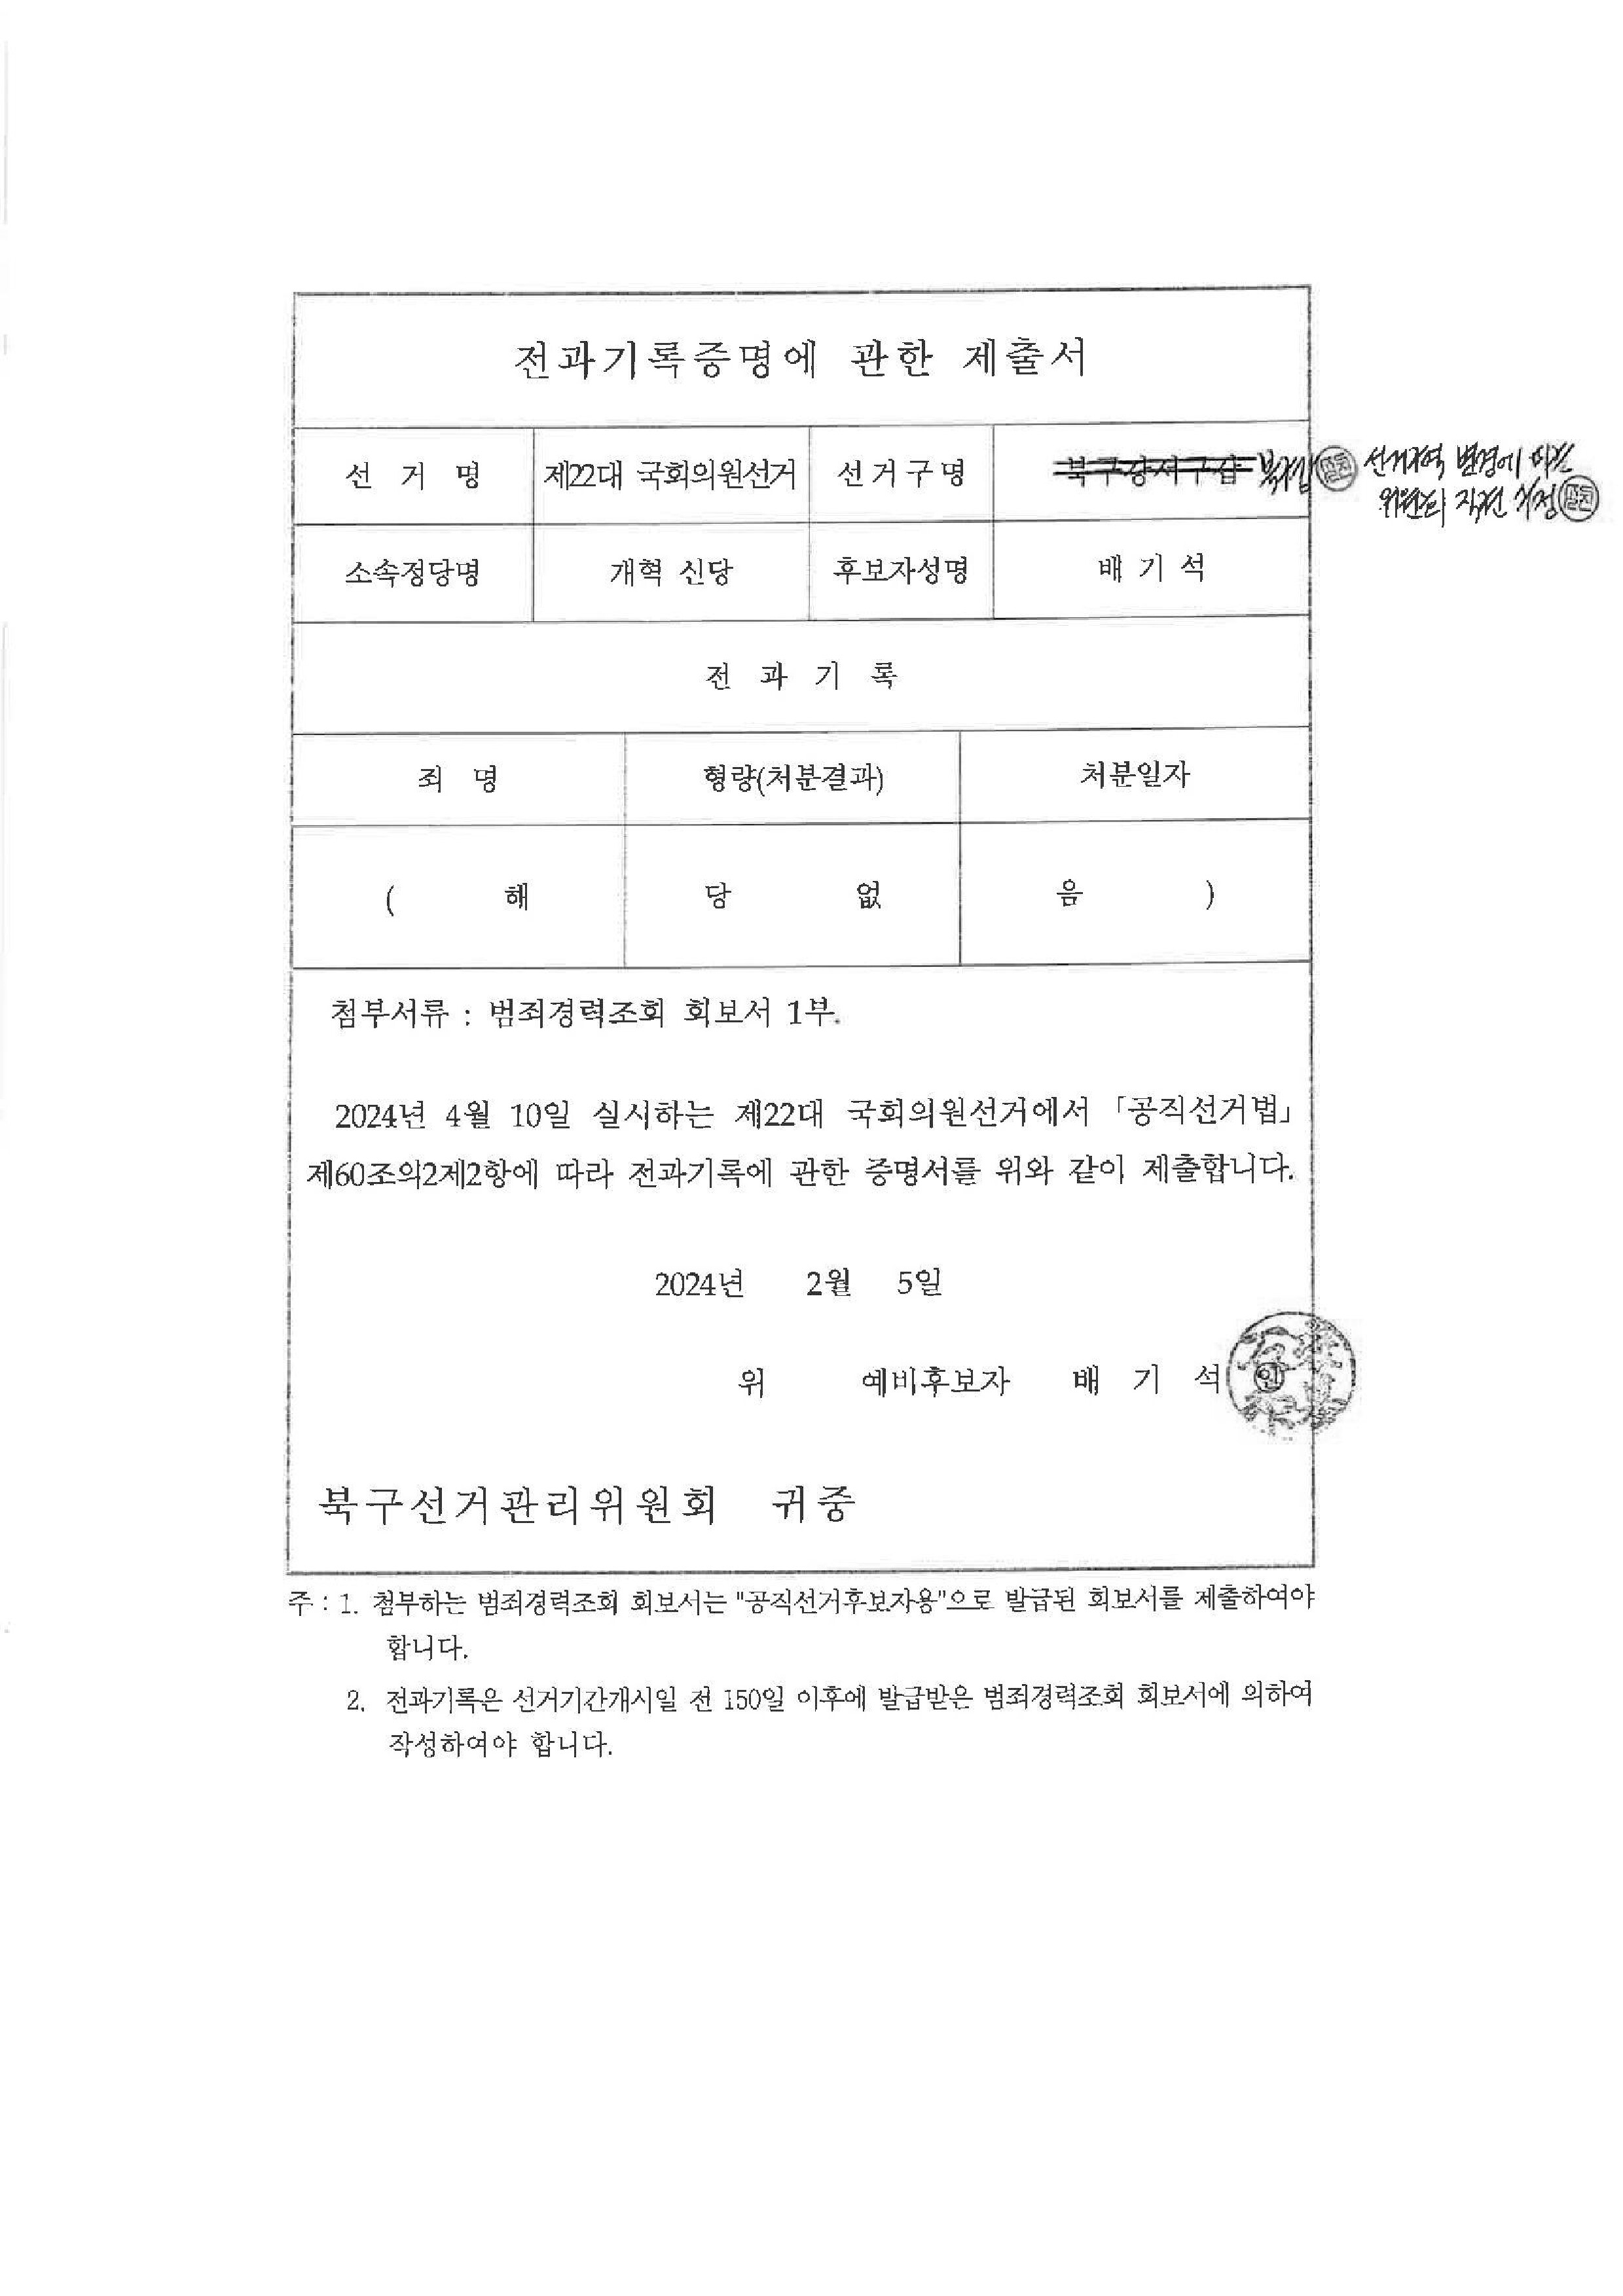 전과기록증명에 관한 제출서
선 거 명 제22대 국회의원선거 선거구명 북구강서구갑 북구갑 선거구역 변경에 따른
위원회 직권 수정
소속정당명 개혁 신당 후보자성명 배 기 석
전 과 기 록
죄 명 형량(처분결과) 처분일자
( 해 당 없 음 )
첨부서류 : 범죄경력조회 회보서 1부.
2024년 4월 10일 실시하는 제22대 국회의원선거에서 「공직선거법」
제60조의2제2항에 따라 전과기록에 관한 증명서를 위와 같이 제출합니다.
2024년 2월 5일
위 예비후보자 배 기 석 인
북구선거관리위원회 귀중
주 : 1. 첨부하는 범죄경력조회 회보서는 "공직선거후보자용"으로 발급된 회보서를 제출하여야
합니다.
2. 전과기록은 선거기간개시일 전 150일 이후에 발급받은 범죄경력조회 회보서에 의하여
작성하여야 합니다.